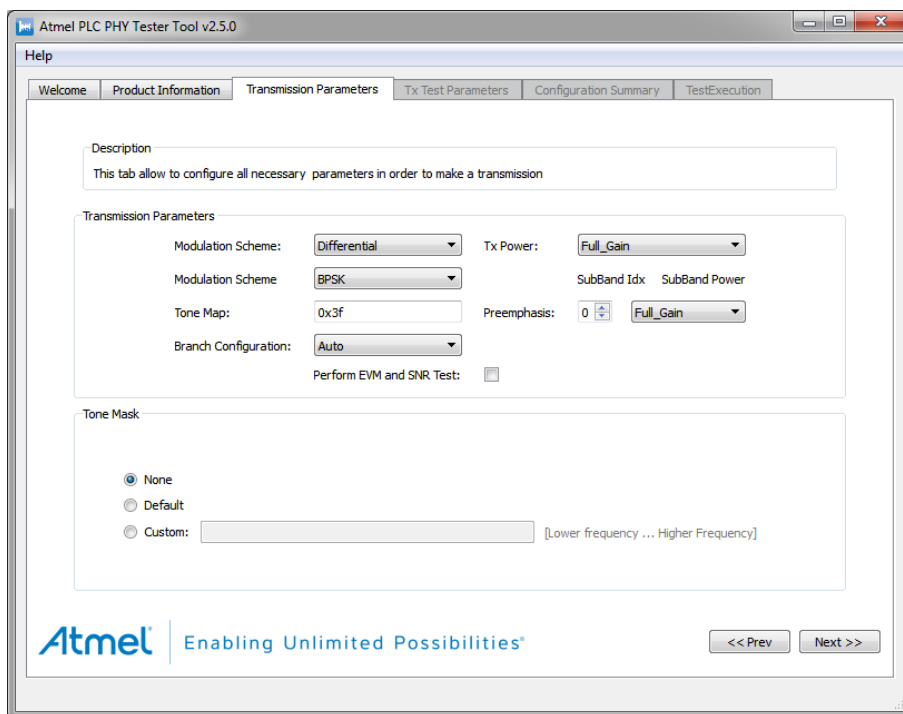 Atmel PLC PHY Tester Tool v2.5.0
Help
Welcome Product Information Transmission Parameters Tx Test Parameters Configuration Summary TestExecution
Description
This tab allow to configure all necessary parameters in order to make a transmission
Transmission Parameters
Modulation Scheme: Differential Tx Power: Full_Gain
Modulation Scheme BPSK SubBand Idx SubBand Power
Tone Map: 0x3f Preemphasis: 0 Full_Gain
Branch Configuration: Auto
Perform EVM and SNR Test:
Tone Mask
None
Default
Custom: [Lower frequency ... Higher Frequency]
Atmel® Enabling Unlimited Possibilities®
<< Prev Next >>